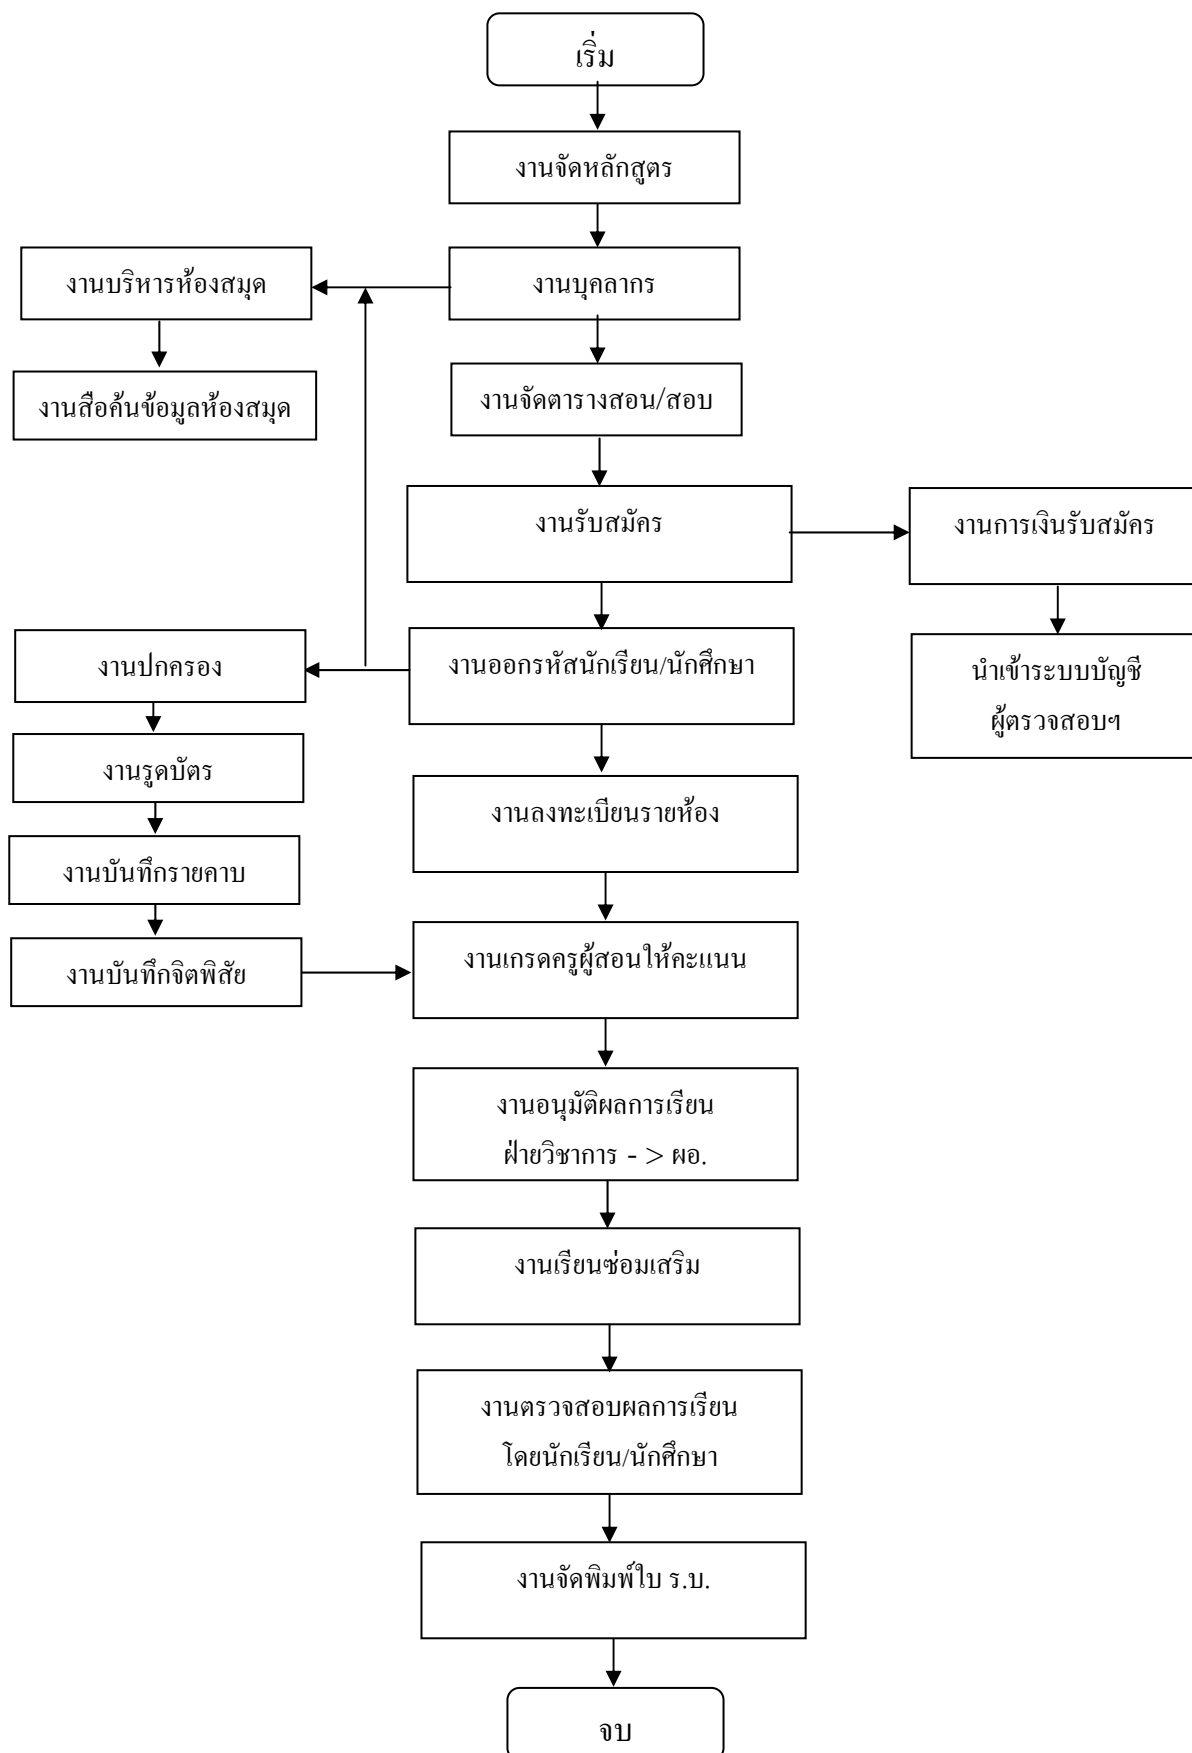 เริ่ม
งานจัดหลักสูตร
งานบริหารห้องสมุด
งานบุคลากร
งานสือค้นข้อมูลห้องสมุด
งานจัดตารางสอน/สอบ
งานรับสมัคร
งานการเงินรับสมัคร
งานปกครอง
งานออกรหัสนักเรียน/นักศึกษา
นำเข้าระบบบัญชี
ผู้ตรวจสอบฯ
งานรูดบัตร
งานลงทะเบียนรายห้อง
งานบันทึกรายคาบ
งานบันทึกจิตพิสัย
งานเกรดครูผู้สอนให้คะแนน
งานอนุมัติผลการเรียน
ฝ่ายวิชาการ - > ผอ.
งานเรียนซ่อมเสริม
งานตรวจสอบผลการเรียน
โดยนักเรียน/นักศึกษา
งานจัดพิมพ์ใบ ร.บ.
จบ